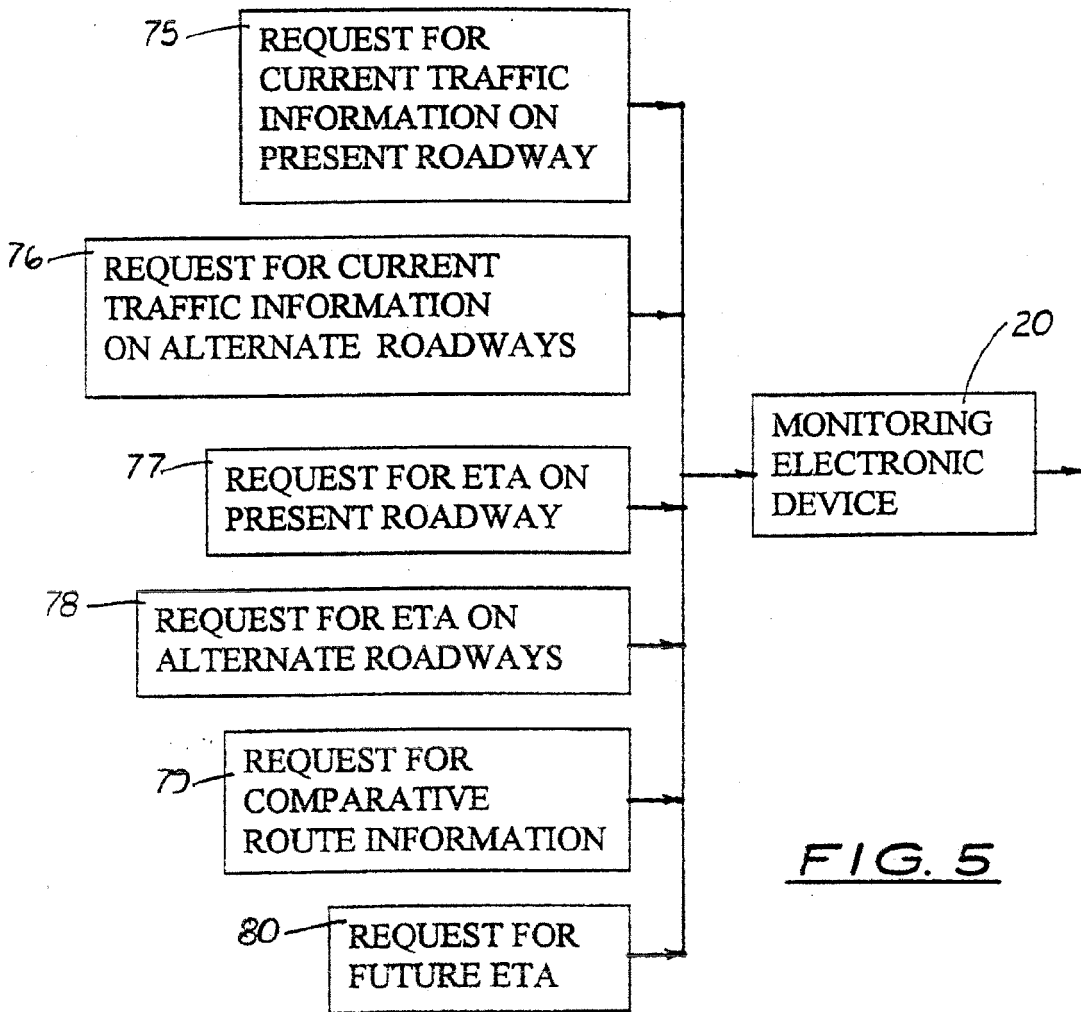 75
REQUEST FOR
CURRENT TRAFFIC
INFORMATION ON
PRESENT ROADWAY
76
REQUEST FOR CURRENT
TRAFFIC INFORMATION
ON ALTERNATE ROADWAYS
20
MONITORING
ELECTRONIC
DEVICE
77
REQUEST FOR ETA ON
PRESENT ROADWAY
78
REQUEST FOR ETA ON
ALTERNATE ROADWAYS
79
REQUEST FOR
COMPARATIVE
ROUTE INFORMATION
FIG. 5
80
REQUEST FOR
FUTURE ETA